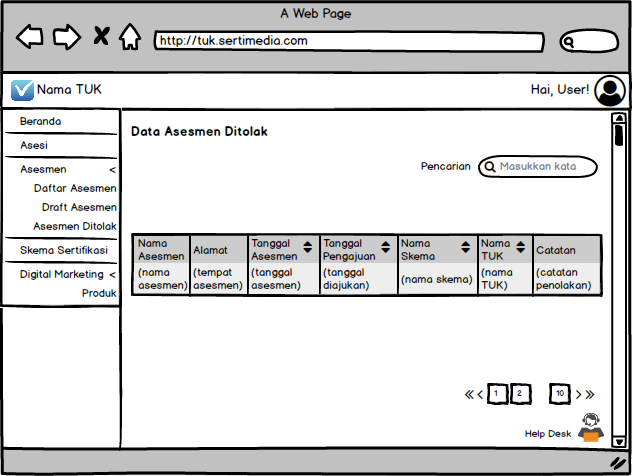 A Web Page
http://tuk.sertimedia.com
Nama TUK
Hai, User!
Beranda
Asesi
Asesmen <
Daftar Asesmen
Draft Asesmen
Asesmen Ditolak
Skema Sertifikasi
Digital Marketing <
Produk
Data Asesmen Ditolak
Pencarian
Masukkan kata
Nama Asesmen
Alamat
Tanggal Asesmen
Tanggal Pengajuan
Nama Skema
Nama TUK
Catatan
(nama asesmen)
(tempat asesmen)
(tanggal asesmen)
(tanggal diajukan)
(nama skema)
(nama TUK)
(catatan penolakan)
« < 1 2 10 > »
Help Desk